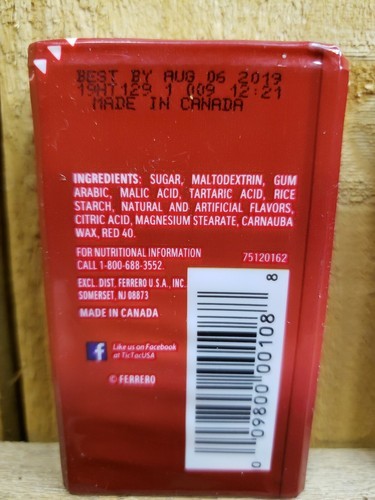 BEST BY AUG 06 2019
19H7129 1 009 12:21
MADE IN CANADA
INGREDIENTS: SUGAR, MALTODEXTRIN, GUM
ARABIC, MALIC ACID, TARTARIC ACID, RICE
STARCH, NATURAL AND ARTIFICIAL FLAVORS,
CITRIC ACID, MAGNESIUM STEARATE, CARNAUBA
WAX, RED 40.
FOR NUTRITIONAL INFORMATION
CALL 1-800-688-3552.
75120162
EXCL. DIST. FERRERO U.S.A., INC.
SOMERSET, NJ 08873
MADE IN CANADA
f
Like us on Facebook
at TicTacUSA
© FERRERO
0 09800 00108 8